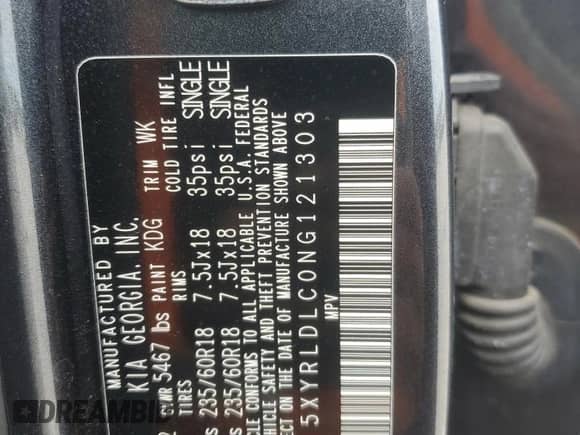 MANUFACTURED BY
KIA GEORGIA, INC.
GVWR 5467 lbs PAINT KDG TRIM WK
TIRES RIMS COLD TIRE INFL
235/60R18 7.5Jx18 35psi SINGLE
235/60R18 7.5Jx18 35psi SINGLE
CONFORMS TO ALL APPLICABLE U.S.A. FEDERAL
VEHICLE SAFETY AND THEFT PREVENTION STANDARDS
EFFECT ON THE DATE OF MANUFACTURE SHOWN ABOVE
5XYRLDLC0NG121303
MPV
DREAMBID